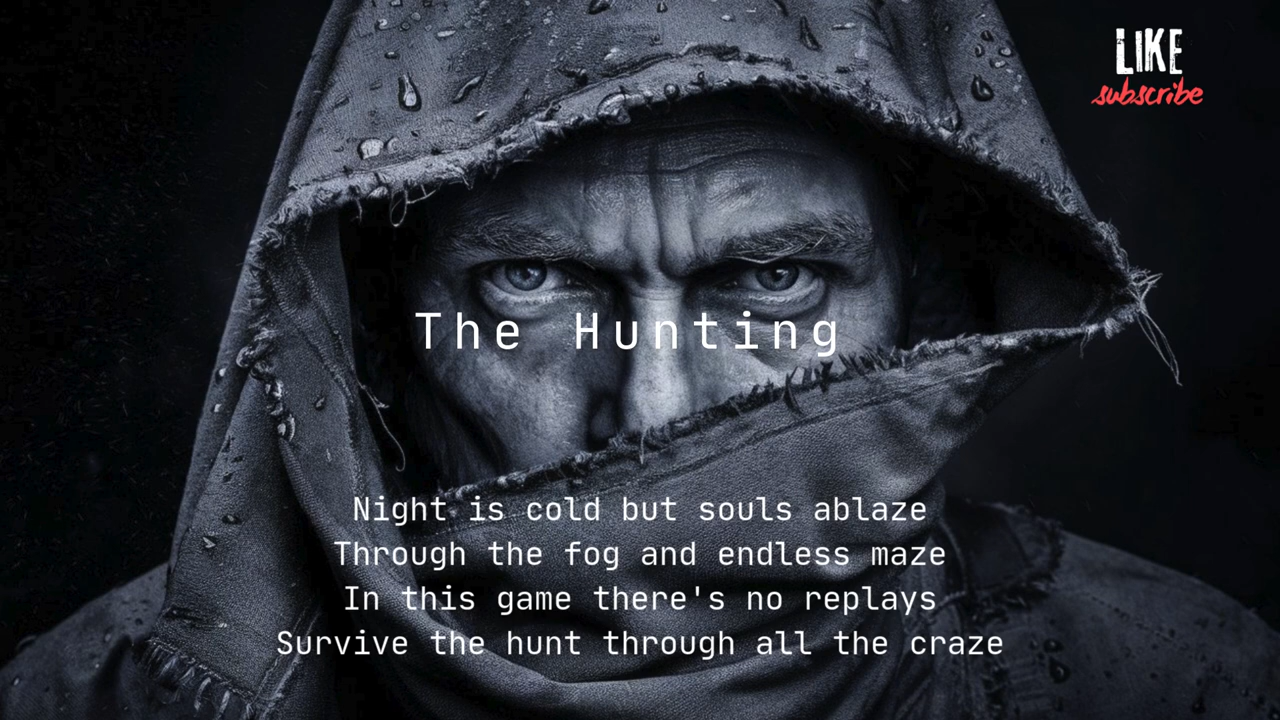 LIKE
subscribe
The Hunting
Night is cold but souls ablaze
Through the fog and endless maze
In this game there's no replays
Survive the hunt through all the craze